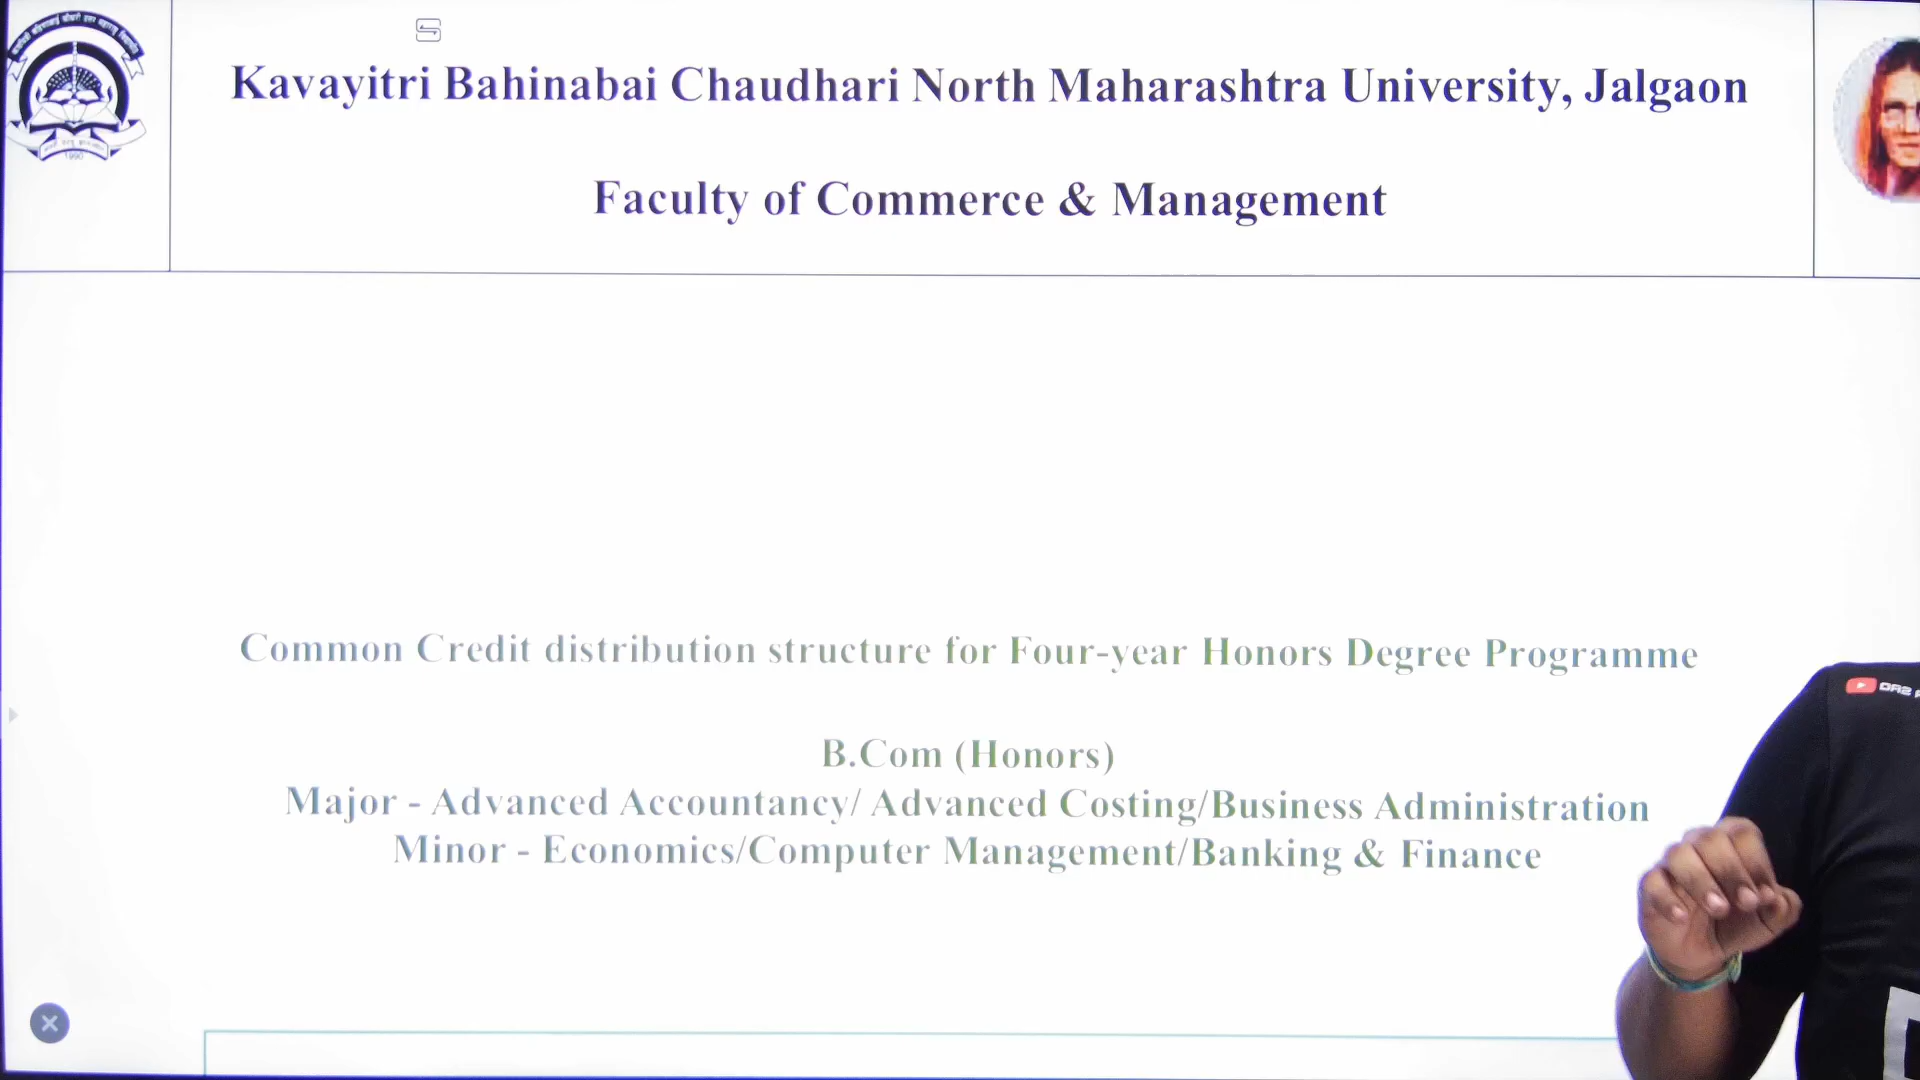 Kavayitri Bahinabai Chaudhari North Maharashtra University, Jalgaon
Faculty of Commerce & Management
1990
Common Credit distribution structure for Four-year Honors Degree Programme
B.Com (Honors)
Major - Advanced Accountancy/ Advanced Costing/Business Administration
Minor - Economics/Computer Management/Banking & Finance